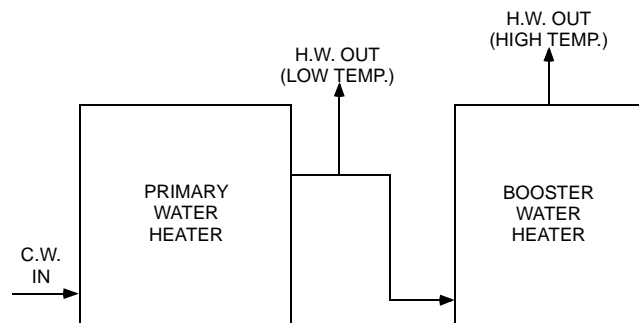 H.W. OUT
(LOW TEMP.)
H.W. OUT
(HIGH TEMP.)
PRIMARY
WATER
HEATER
BOOSTER
WATER
HEATER
C.W.
IN